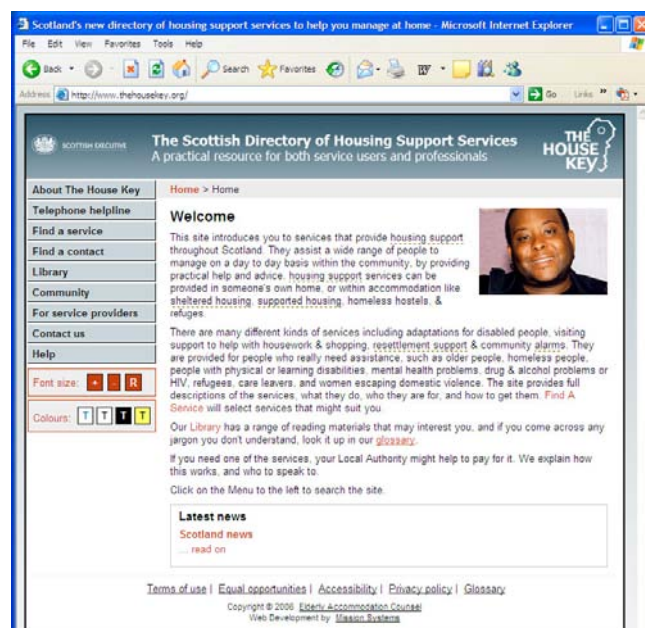 Scotland's new directory of housing support services to help you manage at home - Microsoft Internet Explorer
File Edit View Favorites Tools Help
Back Search Favorites
Address http://www.thehousekey.org/ Go Links »
SCOTTISH EXECUTIVE
The Scottish Directory of Housing Support Services
A practical resource for both service users and professionals
THE
HOUSE
KEY
About The House Key
Telephone helpline
Find a service
Find a contact
Library
Community
For service providers
Contact us
Help
Font size: + - R
Colours: T T T T
Home > Home
Welcome
This site introduces you to services that provide housing support
throughout Scotland. They assist a wide range of people to
manage on a day to day basis within the community, by providing
practical help and advice. housing support services can be
provided in someone's own home, or within accommodation like
sheltered housing, supported housing, homeless hostels, &
refuges.
There are many different kinds of services including adaptations for disabled people, visiting
support to help with housework & shopping, resettlement support & community alarms. They
are provided for people who really need assistance, such as older people, homeless people,
people with physical or learning disabilities, mental health problems, drug & alcohol problems or
HIV, refugees, care leavers, and women escaping domestic violence. The site provides full
descriptions of the services, what they do, who they are for, and how to get them. Find A
Service will select services that might suit you.
Our Library has a range of reading materials that may interest you, and if you come across any
jargon you don't understand, look it up in our glossary.
If you need one of the services, your Local Authority might help to pay for it. We explain how
this works, and who to speak to.
Click on the Menu to the left to search the site.
Latest news
Scotland news
... read on
Terms of use | Equal opportunities | Accessibility | Privacy policy | Glossary
Copyright © 2006 Elderly Accommodation Counsel
Web Development by Mission Systems